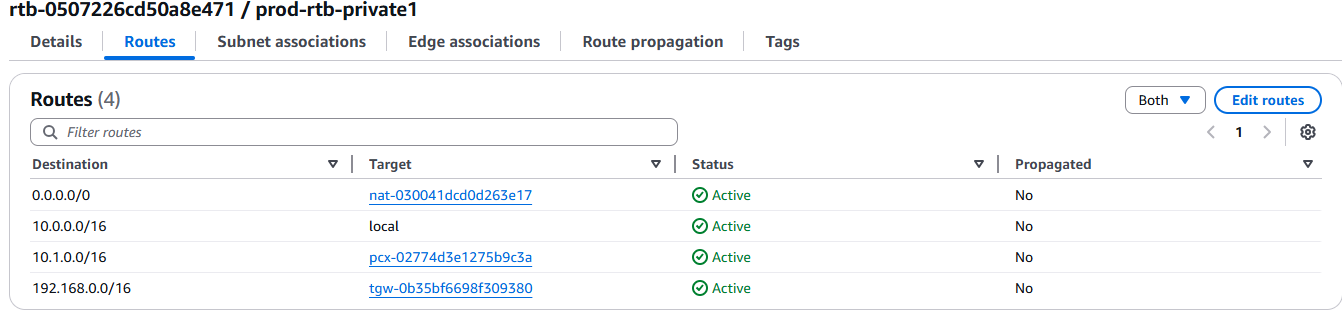 rtb-0507226cd50a8e471 / prod-rtb-private1
Details Routes Subnet associations Edge associations Route propagation Tags
Routes (4) Both Edit routes
Filter routes 1
Destination Target Status Propagated
0.0.0.0/0 nat-030041dcd0d263e17 Active No
10.0.0.0/16 local Active No
10.1.0.0/16 pcx-02774d3e1275b9c3a Active No
192.168.0.0/16 tgw-0b35bf6698f309380 Active No